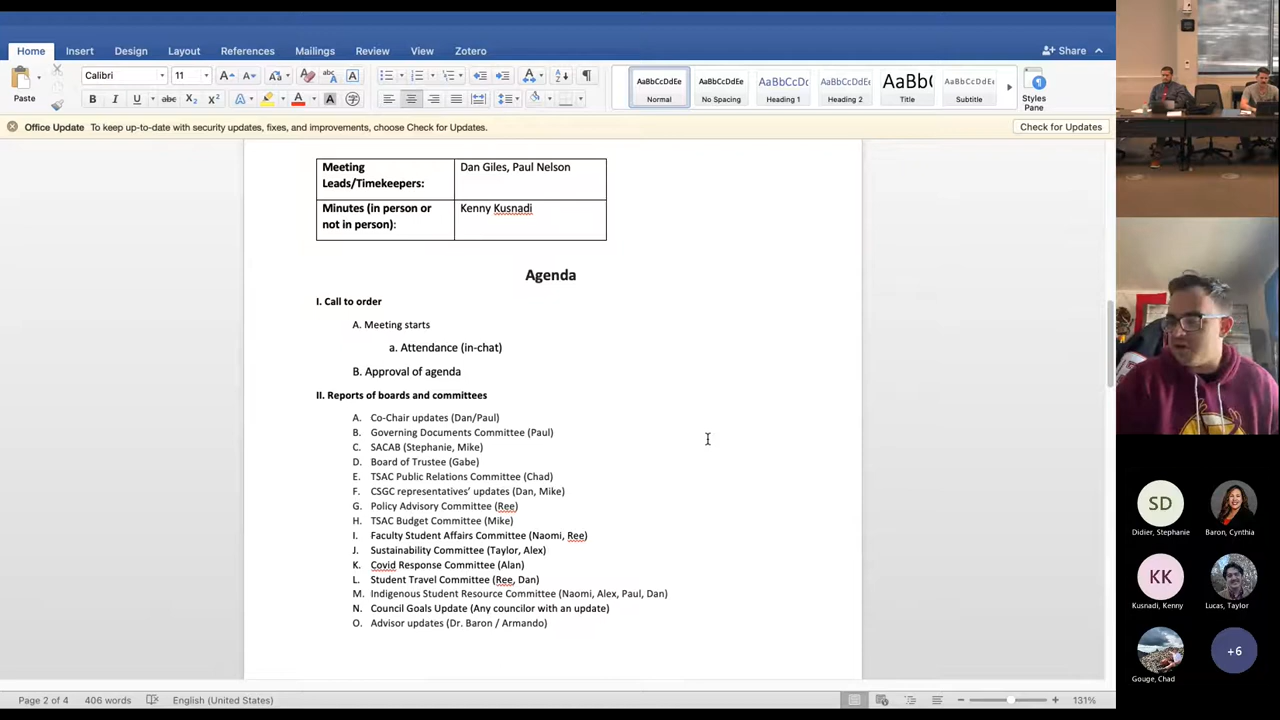 Home Insert Design Layout References Mailings Review View Zotero Share
Paste Calibri 11 AaBbCcDdEe AaBbCcDdEe AaBbCcDc AaBbCcDdEe AaBb( AaBbCcDdEe
B I U abc X₂ X² A Normal No Spacing Heading 1 Heading 2 Title Subtitle Styles Pane
Office Update To keep up-to-date with security updates, fixes, and improvements, choose Check for Updates. Check for Updates
Meeting Leads/Timekeepers: Dan Giles, Paul Nelson
Minutes (in person or not in person): Kenny Kusnadi
Agenda
I. Call to order
A. Meeting starts
a. Attendance (in-chat)
B. Approval of agenda
II. Reports of boards and committees
A. Co-Chair updates (Dan/Paul)
B. Governing Documents Committee (Paul)
C. SACAB (Stephanie, Mike)
D. Board of Trustee (Gabe)
E. TSAC Public Relations Committee (Chad)
F. CSGC representatives' updates (Dan, Mike)
G. Policy Advisory Committee (Ree)
H. TSAC Budget Committee (Mike)
I. Faculty Student Affairs Committee (Naomi, Ree)
J. Sustainability Committee (Taylor, Alex)
K. Covid Response Committee (Alan)
L. Student Travel Committee (Ree, Dan)
M. Indigenous Student Resource Committee (Naomi, Alex, Paul, Dan)
N. Council Goals Update (Any councilor with an update)
O. Advisor updates (Dr. Baron / Armando)
Page 2 of 4 406 words English (United States) 131%
SD
Didier, Stephanie Baron, Cynthia
KK
Kusnadi, Kenny Lucas, Taylor
+6
Gouge, Chad